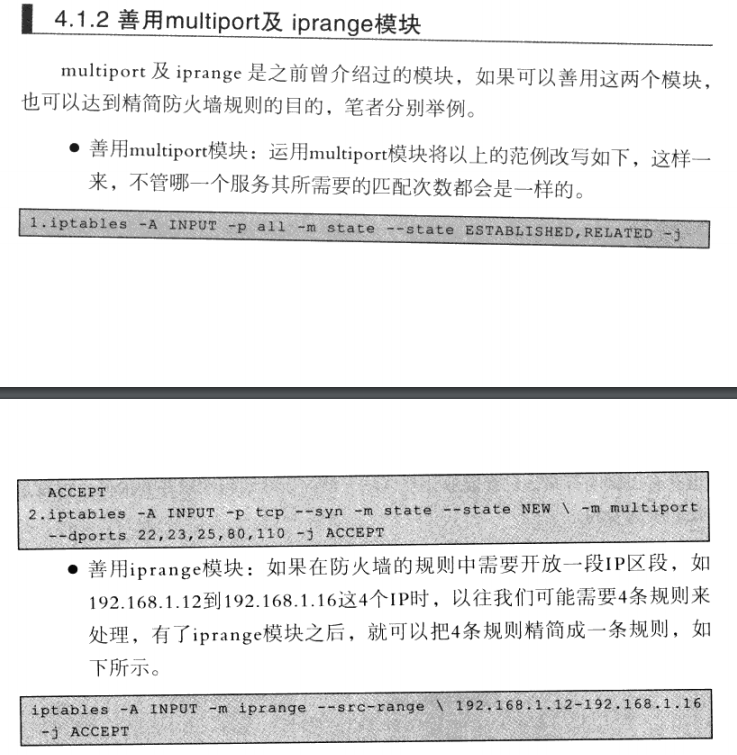 4.1.2 善用multiport及 iprange模块
multiport 及 iprange 是之前曾介绍过的模块，如果可以善用这两个模块，
也可以达到精简防火墙规则的目的，笔者分别举例。
● 善用multiport模块：运用multiport模块将以上的范例改写如下，这样一
来，不管哪一个服务其所需要的匹配次数都会是一样的。
1.iptables -A INPUT -p all -m state --state ESTABLISHED,RELATED -j
ACCEPT
2.iptables -A INPUT -p tcp --syn -m state --state NEW \ -m multiport
--dports 22,23,25,80,110 -j ACCEPT
● 善用iprange模块：如果在防火墙的规则中需要开放一段IP区段，如
192.168.1.12到192.168.1.16这4个IP时，以往我们可能需要4条规则来
处理，有了iprange模块之后，就可以把4条规则精简成一条规则，如
下所示。
iptables -A INPUT -m iprange --src-range \ 192.168.1.12-192.168.1.16
-j ACCEPT